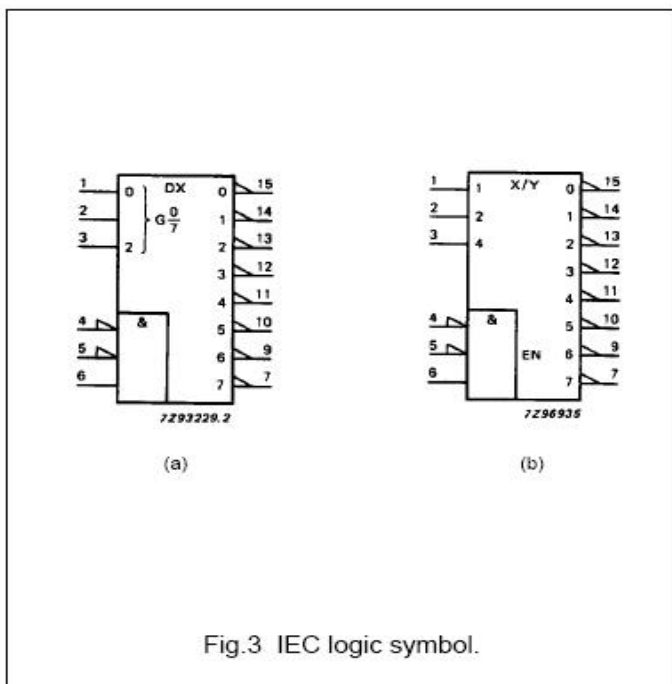 DX
1 0 0 15
2 G 0/7 1 14
3 2 2 13
3 12
4 11
4 & 5 10
5 6 9
6 7 7
7Z93229.2
(a)
X/Y
1 1 0 15
2 2 1 14
3 4 2 13
3 12
4 11
4 & 5 10
5 EN 6 9
6 7 7
7Z96935
(b)
Fig.3 IEC logic symbol.